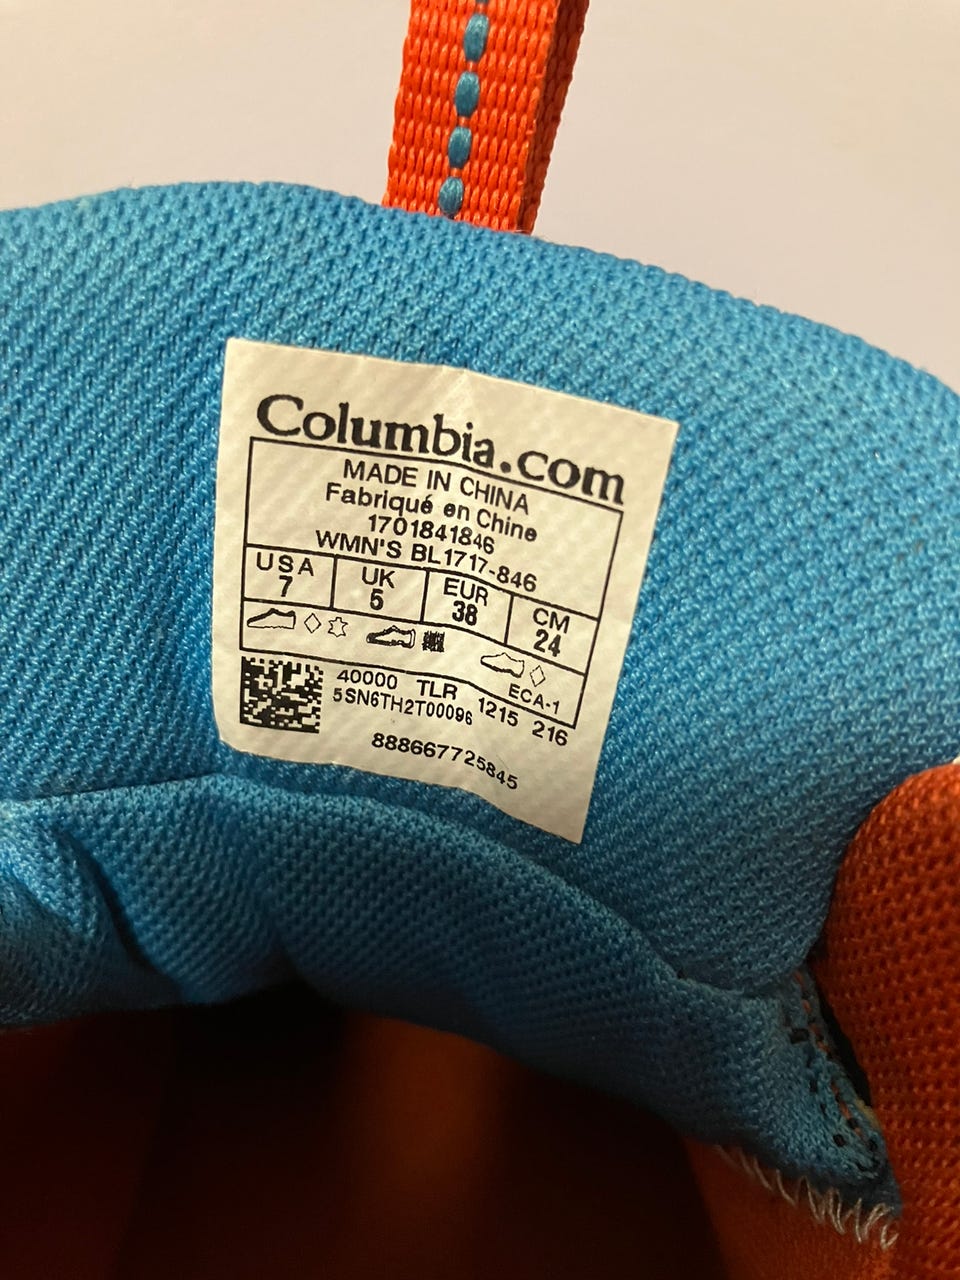 Columbia.com
MADE IN CHINA
Fabriqué en Chine
1701841846
WMN'S BL1717-846
USA UK EUR CM
7 5 38 24
ECA-1
40000 TLR 1215 216
5SN6TH2T00096
888667725845